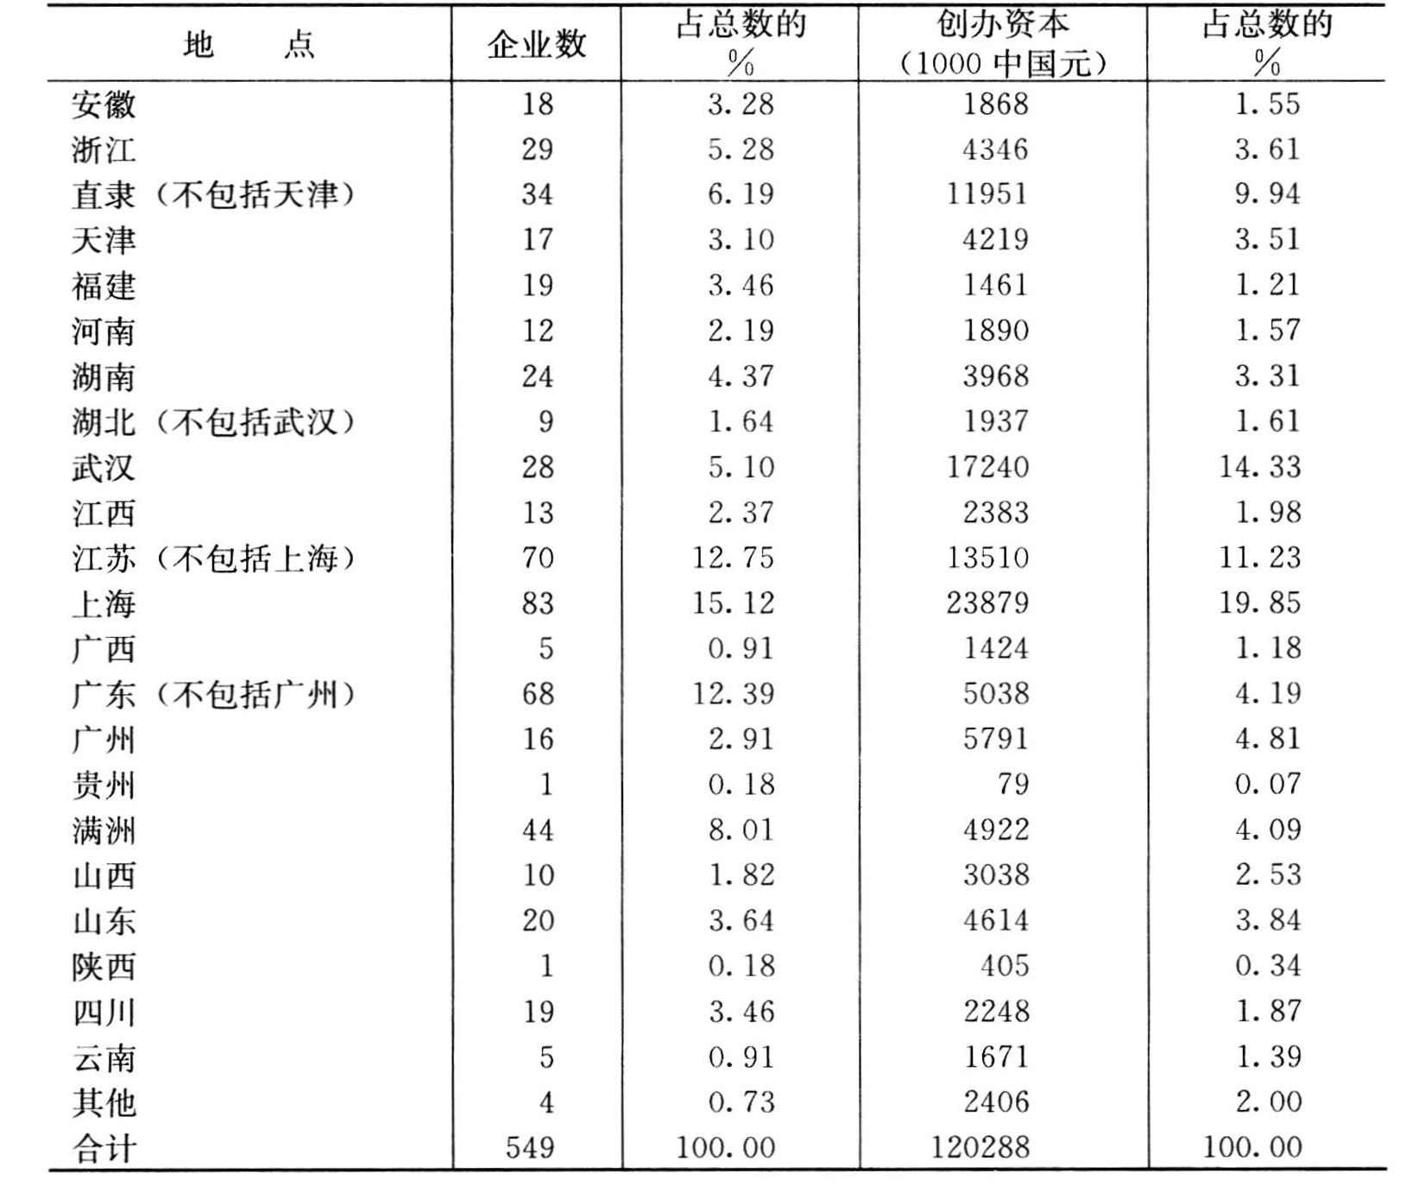 地 点 企业数 占总数的 % 创办资本 (1000 中国元) 占总数的 %
安徽 18 3.28 1868 1.55
浙江 29 5.28 4346 3.61
直隶（不包括天津） 34 6.19 11951 9.94
天津 17 3.10 4219 3.51
福建 19 3.46 1461 1.21
河南 12 2.19 1890 1.57
湖南 24 4.37 3968 3.31
湖北（不包括武汉） 9 1.64 1937 1.61
武汉 28 5.10 17240 14.33
江西 13 2.37 2383 1.98
江苏（不包括上海） 70 12.75 13510 11.23
上海 83 15.12 23879 19.85
广西 5 0.91 1424 1.18
广东（不包括广州） 68 12.39 5038 4.19
广州 16 2.91 5791 4.81
贵州 1 0.18 79 0.07
满洲 44 8.01 4922 4.09
山西 10 1.82 3038 2.53
山东 20 3.64 4614 3.84
陕西 1 0.18 405 0.34
四川 19 3.46 2248 1.87
云南 5 0.91 1671 1.39
其他 4 0.73 2406 2.00
合计 549 100.00 120288 100.00